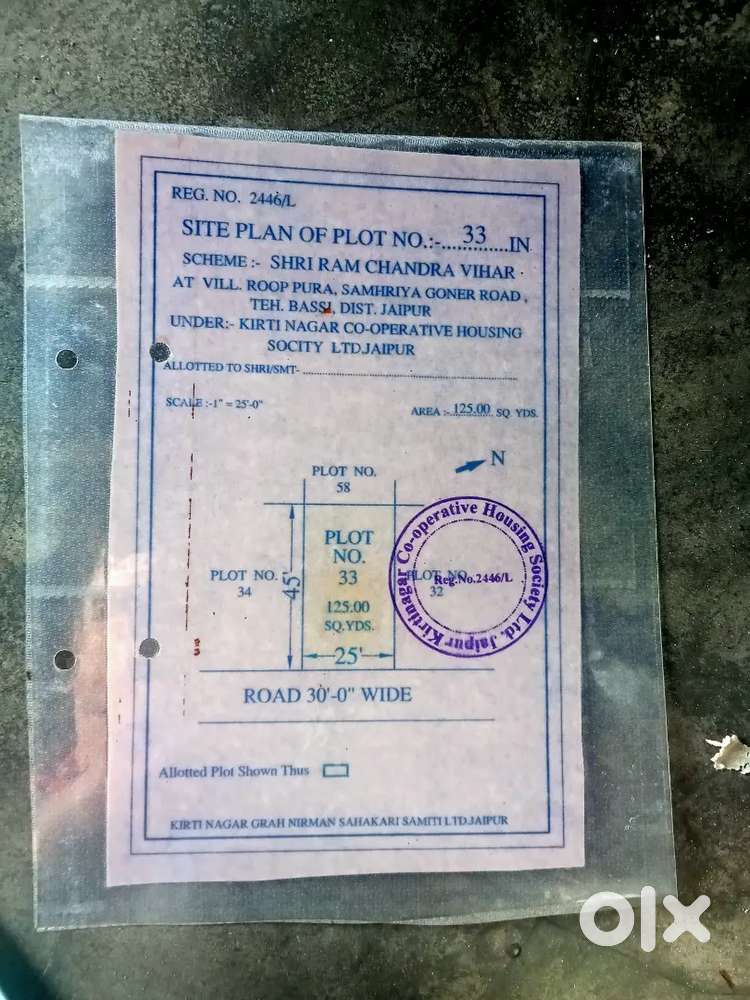 REG. NO. 2446/L
SITE PLAN OF PLOT NO.:-.............33.............IN
SCHEME :- SHRI RAM CHANDRA VIHAR
AT VILL. ROOP PURA, SAMHRIYA GONER ROAD,
TEH. BASSI, DIST. JAIPUR
UNDER:- KIRTI NAGAR CO-OPERATIVE HOUSING
SOCITY LTD.JAIPUR
ALLOTTED TO SHRI/SMT-
SCALE :-1" = 25'-0"
AREA :- 125.00 SQ. YDS.
N
PLOT NO.
58
PLOT
NO.
33
125.00
SQ.YDS.
PLOT NO.
34
45'
PLOT NO.
32
Kirtinagar Co-operative Housing Society Ltd. Jaipur
Reg.No.2446/L
25'
ROAD 30'-0" WIDE
Allotted Plot Shown Thus
KIRTI NAGAR GRAH NIRMAN SAHAKARI SAMITI LTD.JAIPUR
olx